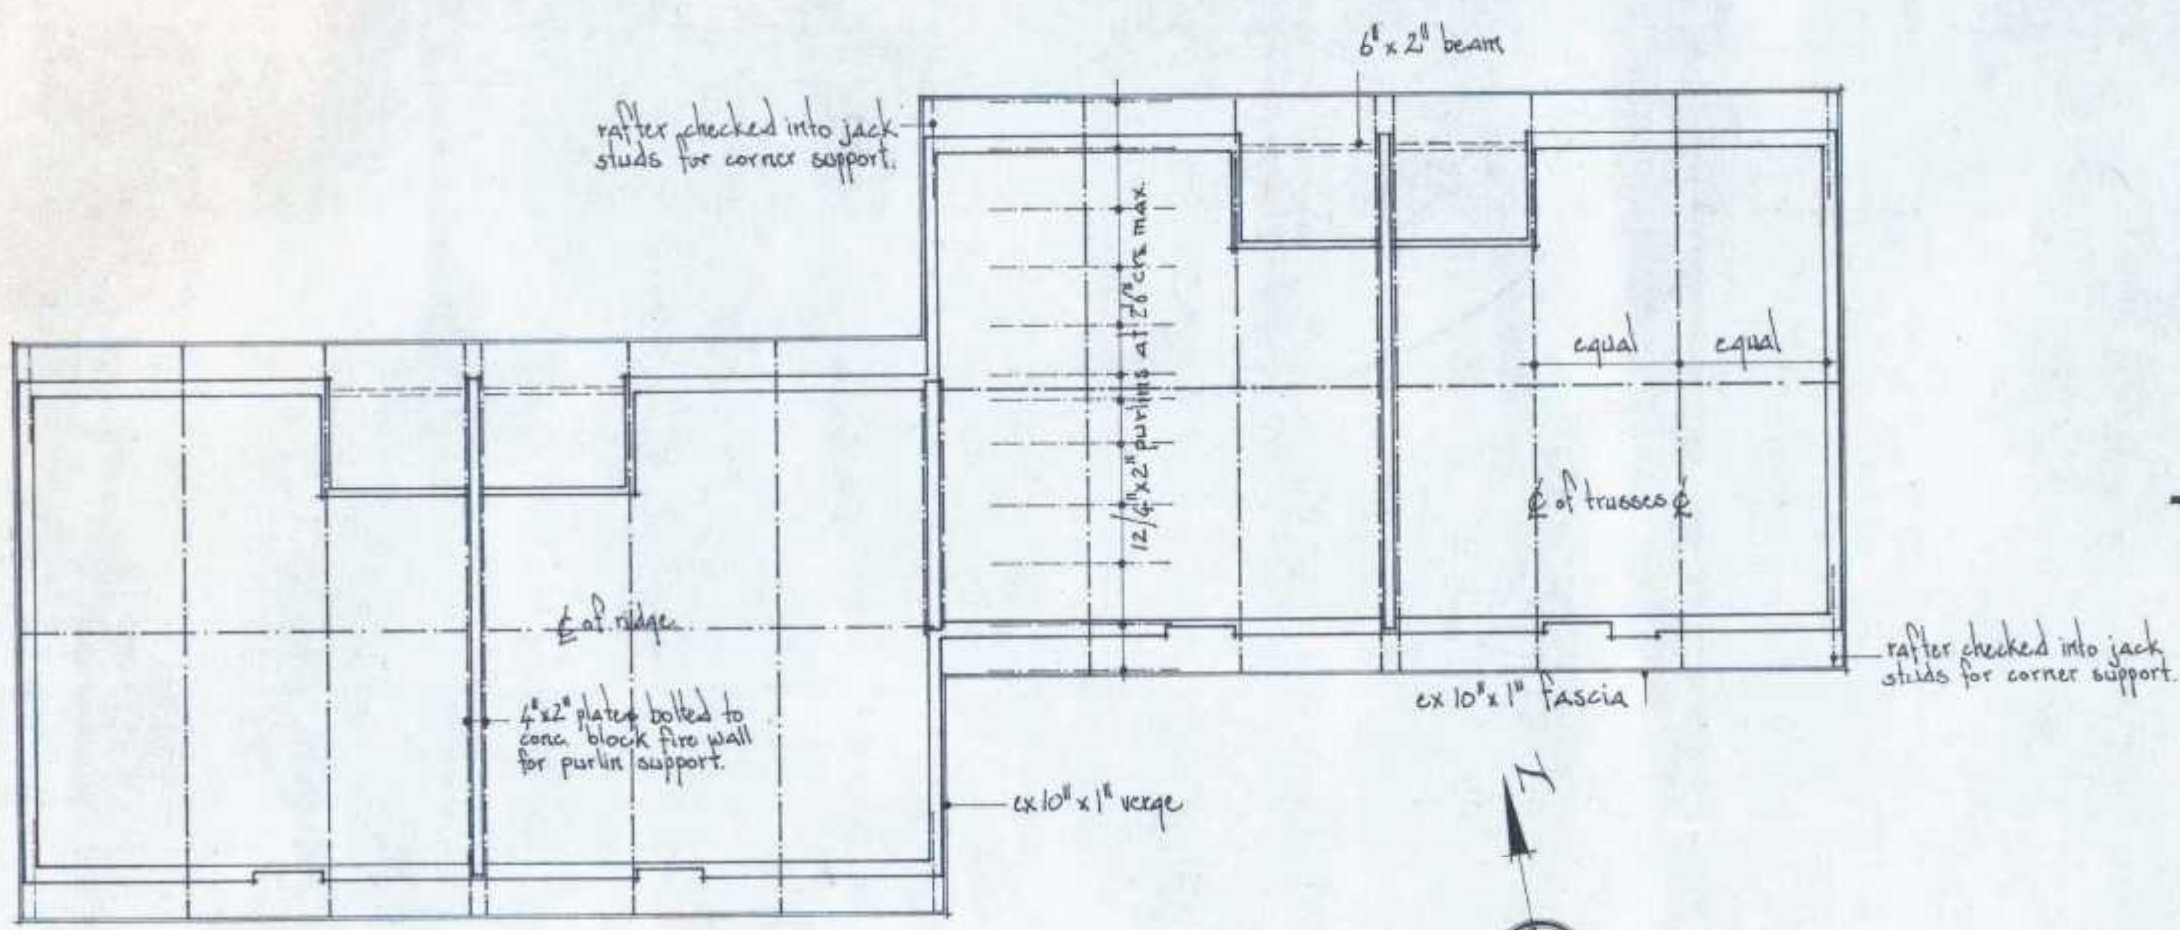 6" x 2" beam
rafter checked into jack
studs for corner support.
12/4"x2" purlins at 2'6" crs max.
equal
equal
℄ of trusses ℄
℄ of ridge.
4"x2" plates bolted to
conc. block fire wall
for purlin support.
rafter checked into jack
studs for corner support.
ex 10" x 1" fascia
ex 10" x 1" verge
N